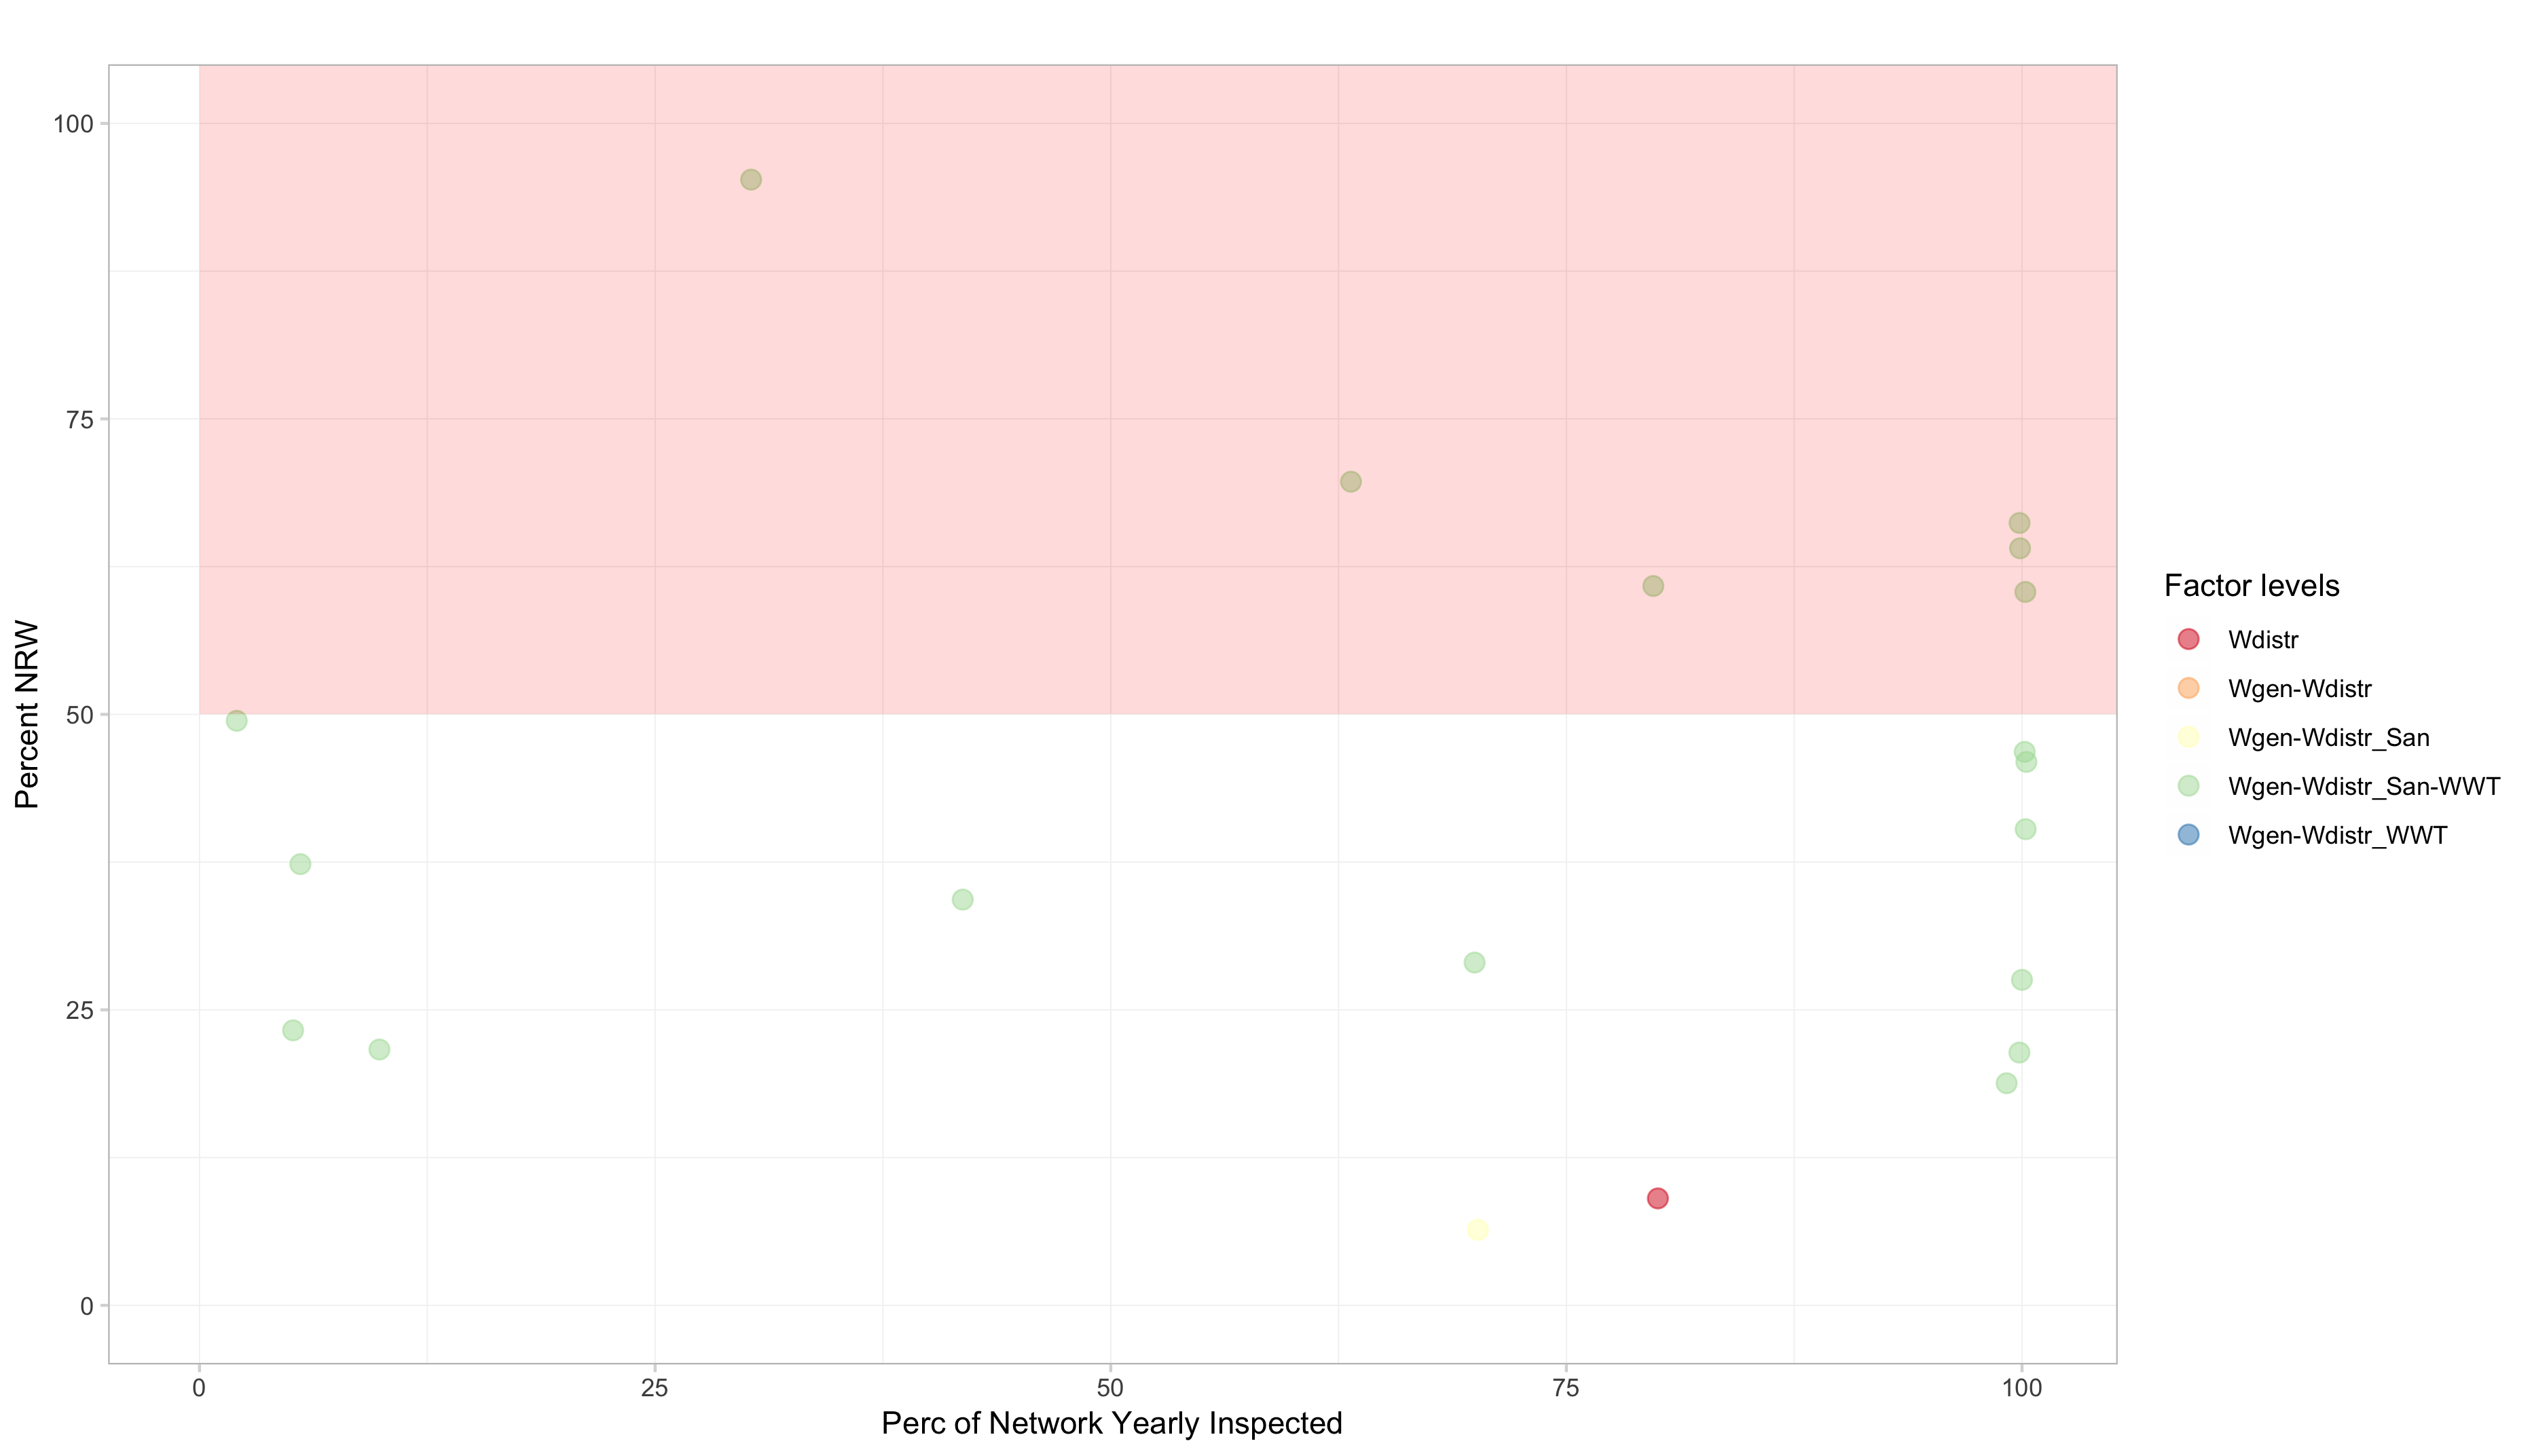 100
75
50
25
0
Percent NRW
0 25 50 75 100
Perc of Network Yearly Inspected
Factor levels
Wdistr
Wgen-Wdistr
Wgen-Wdistr_San
Wgen-Wdistr_San-WWT
Wgen-Wdistr_WWT